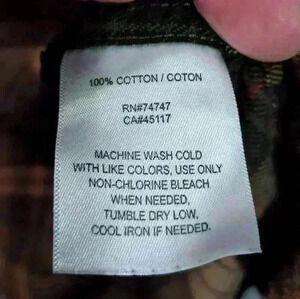 100% COTTON / COTON
RN#74747
CA#45117
MACHINE WASH COLD
WITH LIKE COLORS, USE ONLY
NON-CHLORINE BLEACH
WHEN NEEDED,
TUMBLE DRY LOW,
COOL IRON IF NEEDED.